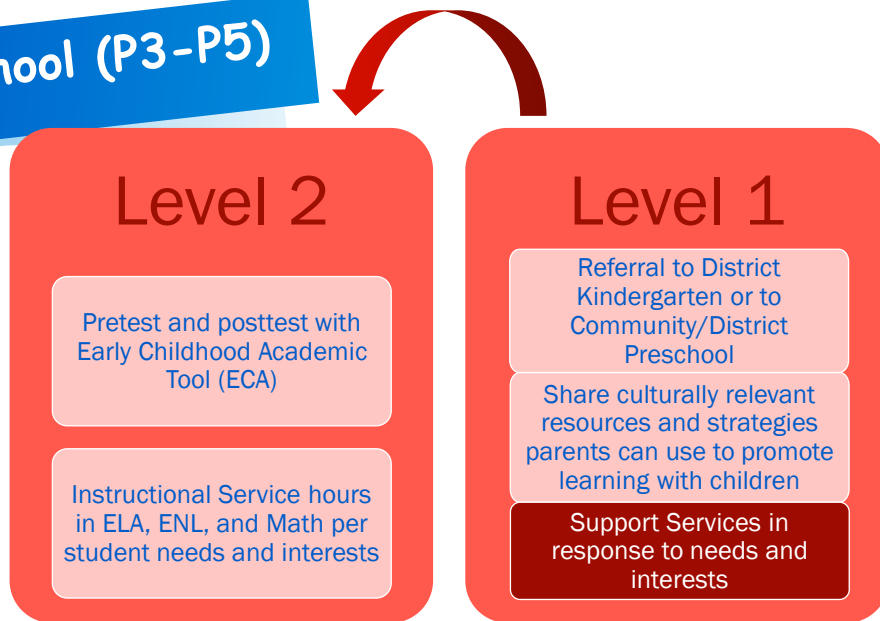 (P3-P5)
Level 2
Pretest and posttest with
Early Childhood Academic
Tool (ECA)
Instructional Service hours
in ELA, ENL, and Math per
student needs and interests
Level 1
Referral to District
Kindergarten or to
Community/District
Preschool
Share culturally relevant
resources and strategies
parents can use to promote
learning with children
Support Services in
response to needs and
interests